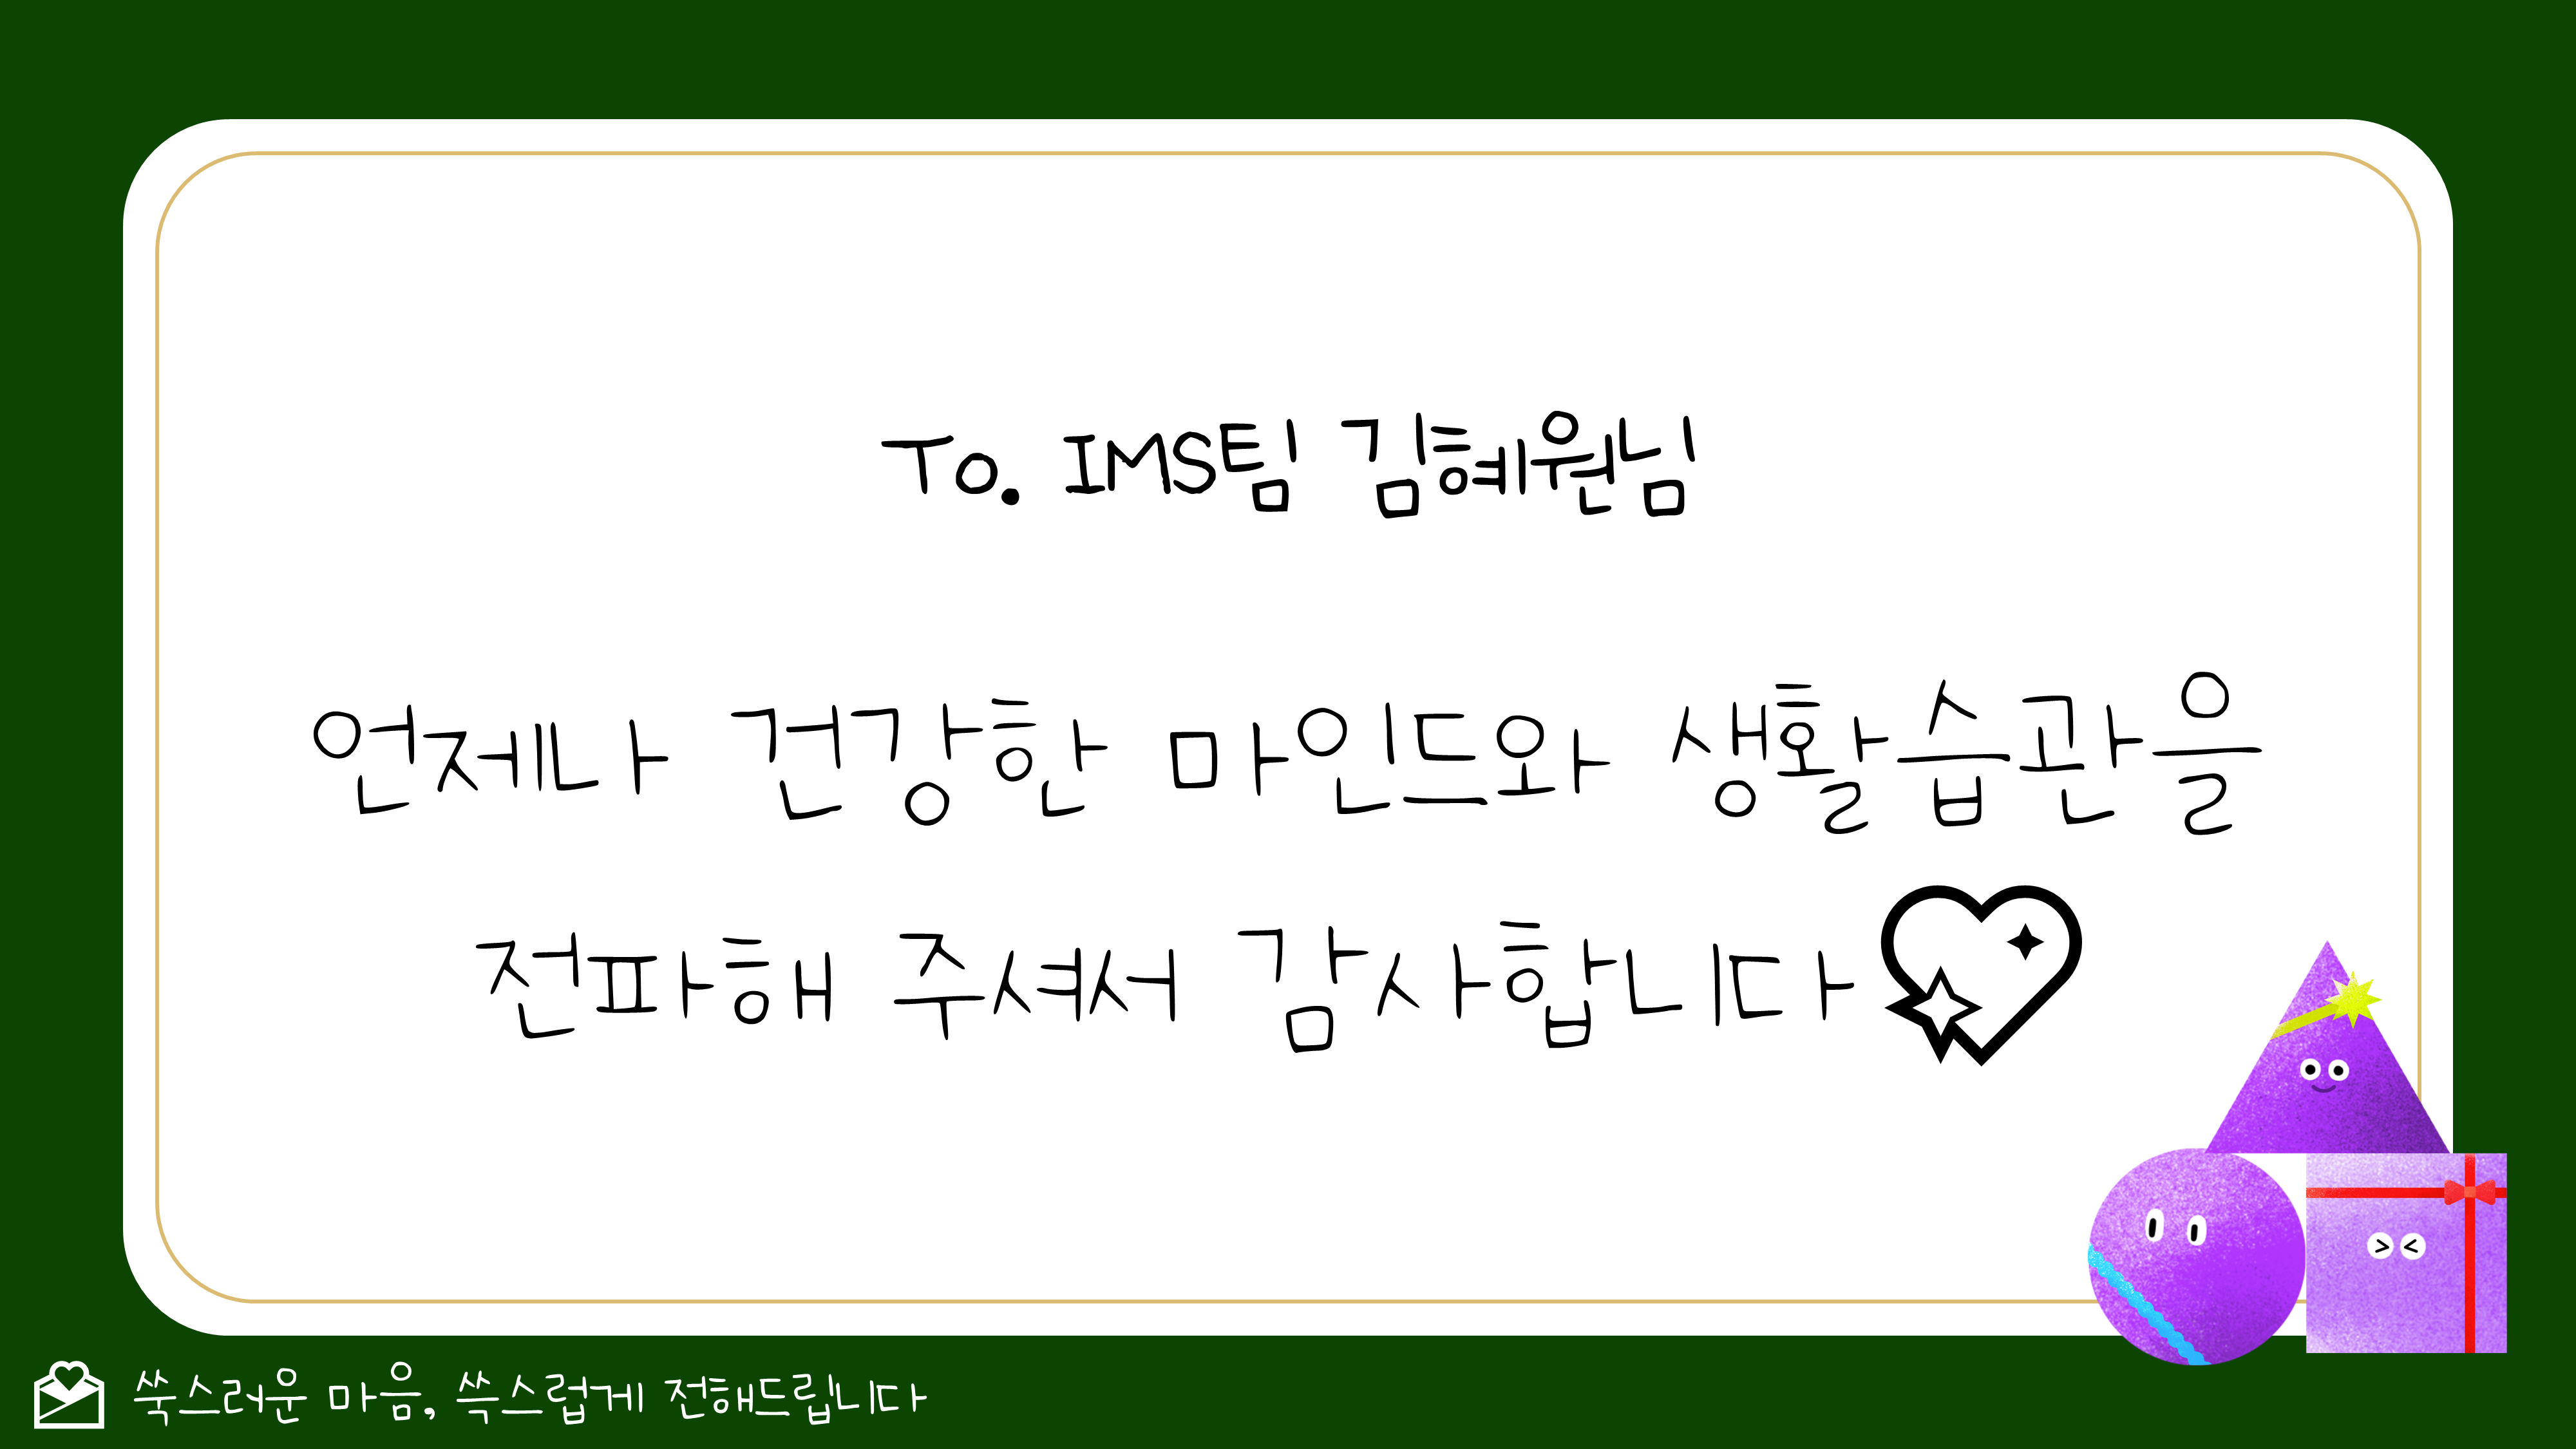 To. IMS팀 김혜원님
언제나 건강한 마인드와 생활습관을
전파해 주셔서 감사합니다
쑥스러운 마음, 쓱스럽게 전해드립니다